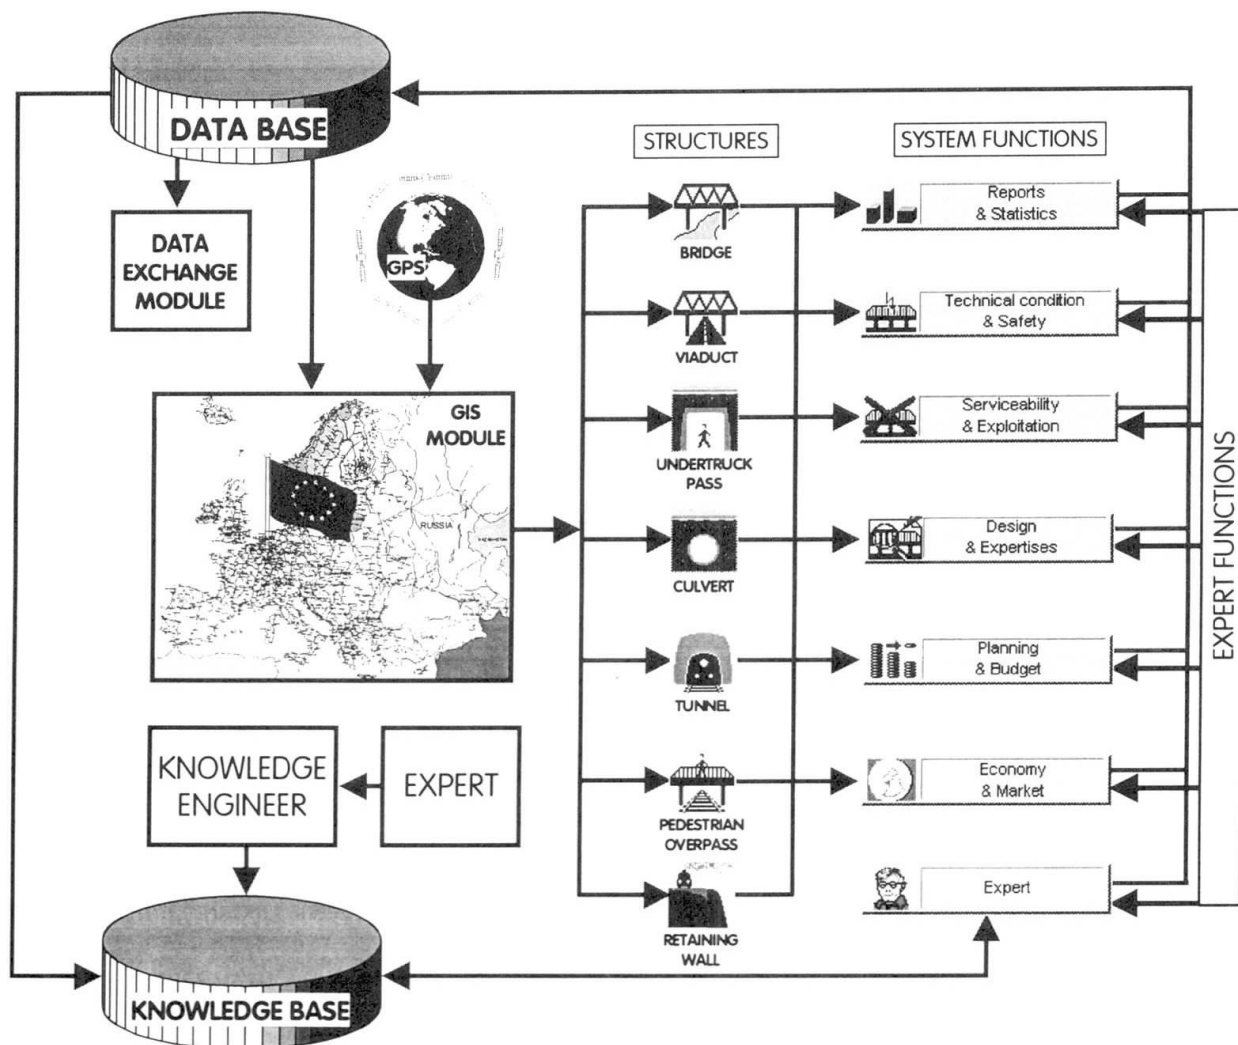 DATA BASE
DATA
EXCHANGE
MODULE
GPS
GIS
MODULE
RUSSIA
KNOWLEDGE
ENGINEER
EXPERT
KNOWLEDGE BASE
STRUCTURES
BRIDGE
VIADUCT
UNDERTRUCK
PASS
CULVERT
TUNNEL
PEDESTRIAN
OVERPASS
RETAINING
WALL
SYSTEM FUNCTIONS
Reports
& Statistics
Technical condition
& Safety
Serviceability
& Exploitation
Design
& Expertises
Planning
& Budget
Economy
& Market
Expert
EXPERT FUNCTIONS